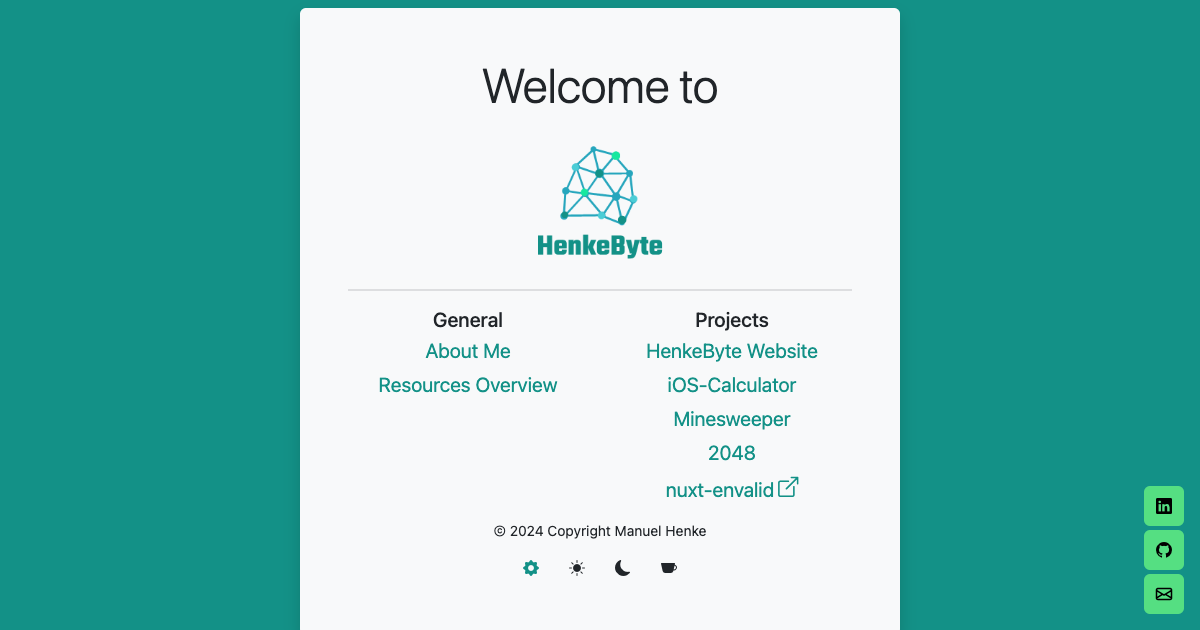 Welcome to
HenkeByte
General
About Me
Resources Overview
Projects
HenkeByte Website
iOS-Calculator
Minesweeper
2048
nuxt-envalid
© 2024 Copyright Manuel Henke
in